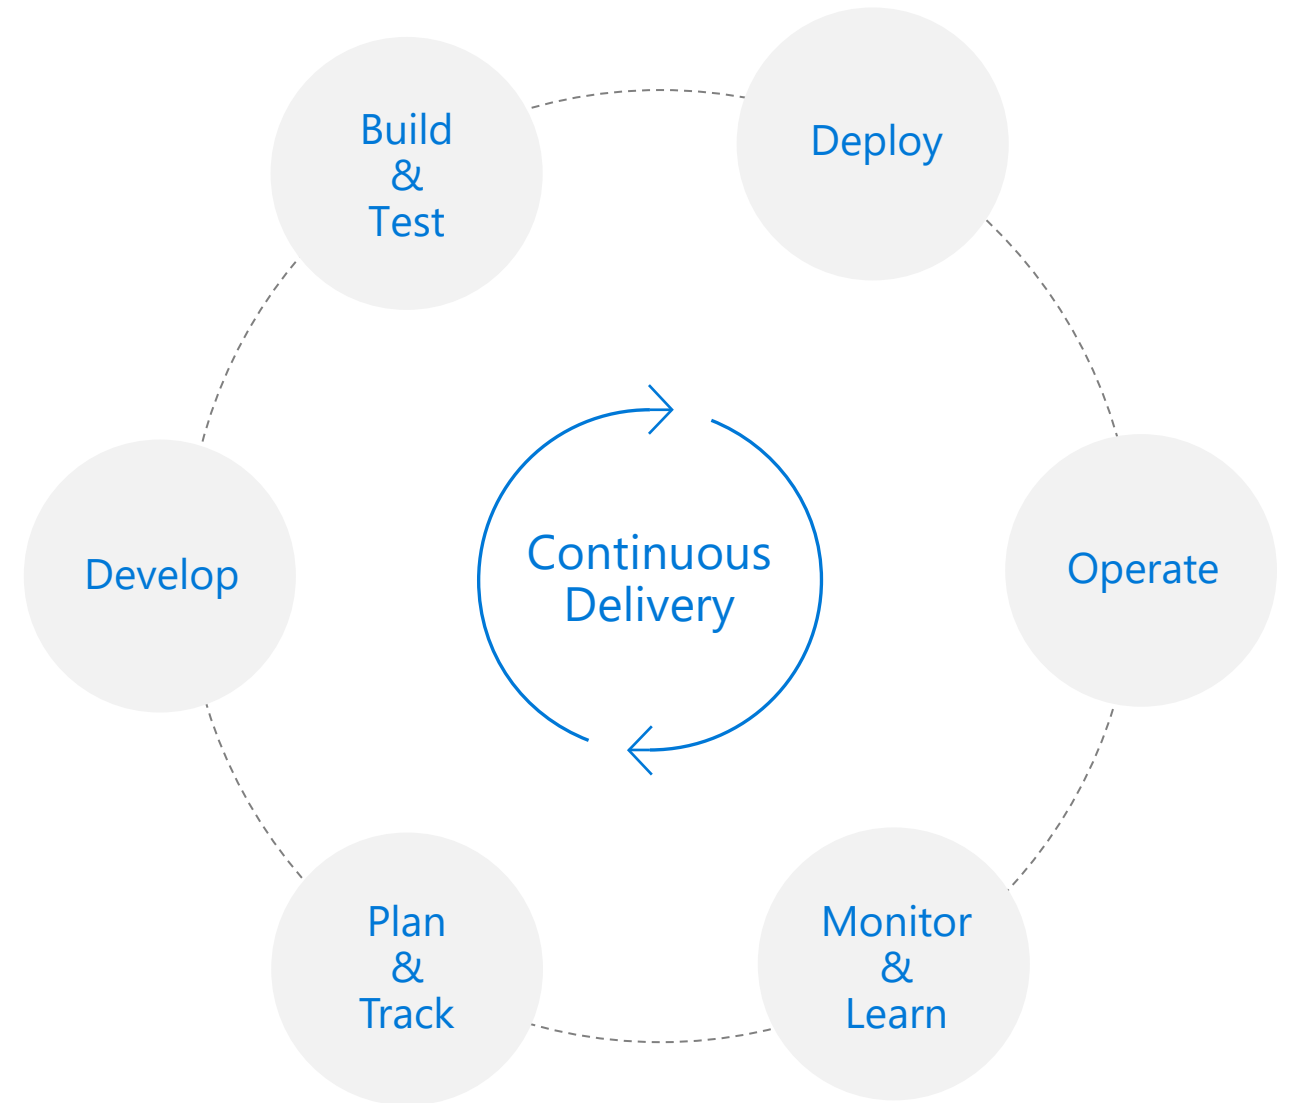 Build
&
Test
Deploy
Develop
Continuous
Delivery
Operate
Plan
&
Track
Monitor
&
Learn